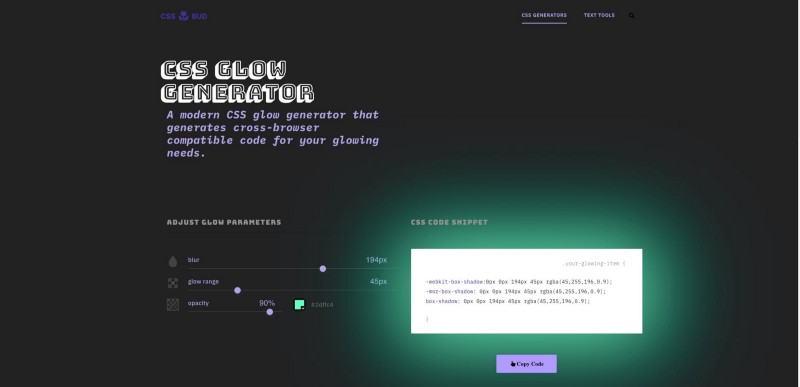 CSS BUD
CSS GENERATORS
TEXT TOOLS
CSS GLOW
GENERATOR
A modern CSS glow generator that
generates cross-browser
compatible code for your glowing
needs.
ADJUST GLOW PARAMETERS
blur
194px
glow range
45px
opacity
90%
#2dffc4
CSS CODE SNIPPET
.your-glowing-item {
-webkit-box-shadow:0px 0px 194px 45px rgba(45,255,196,0.9);
-moz-box-shadow: 0px 0px 194px 45px rgba(45,255,196,0.9);
box-shadow: 0px 0px 194px 45px rgba(45,255,196,0.9);
}
Copy Code